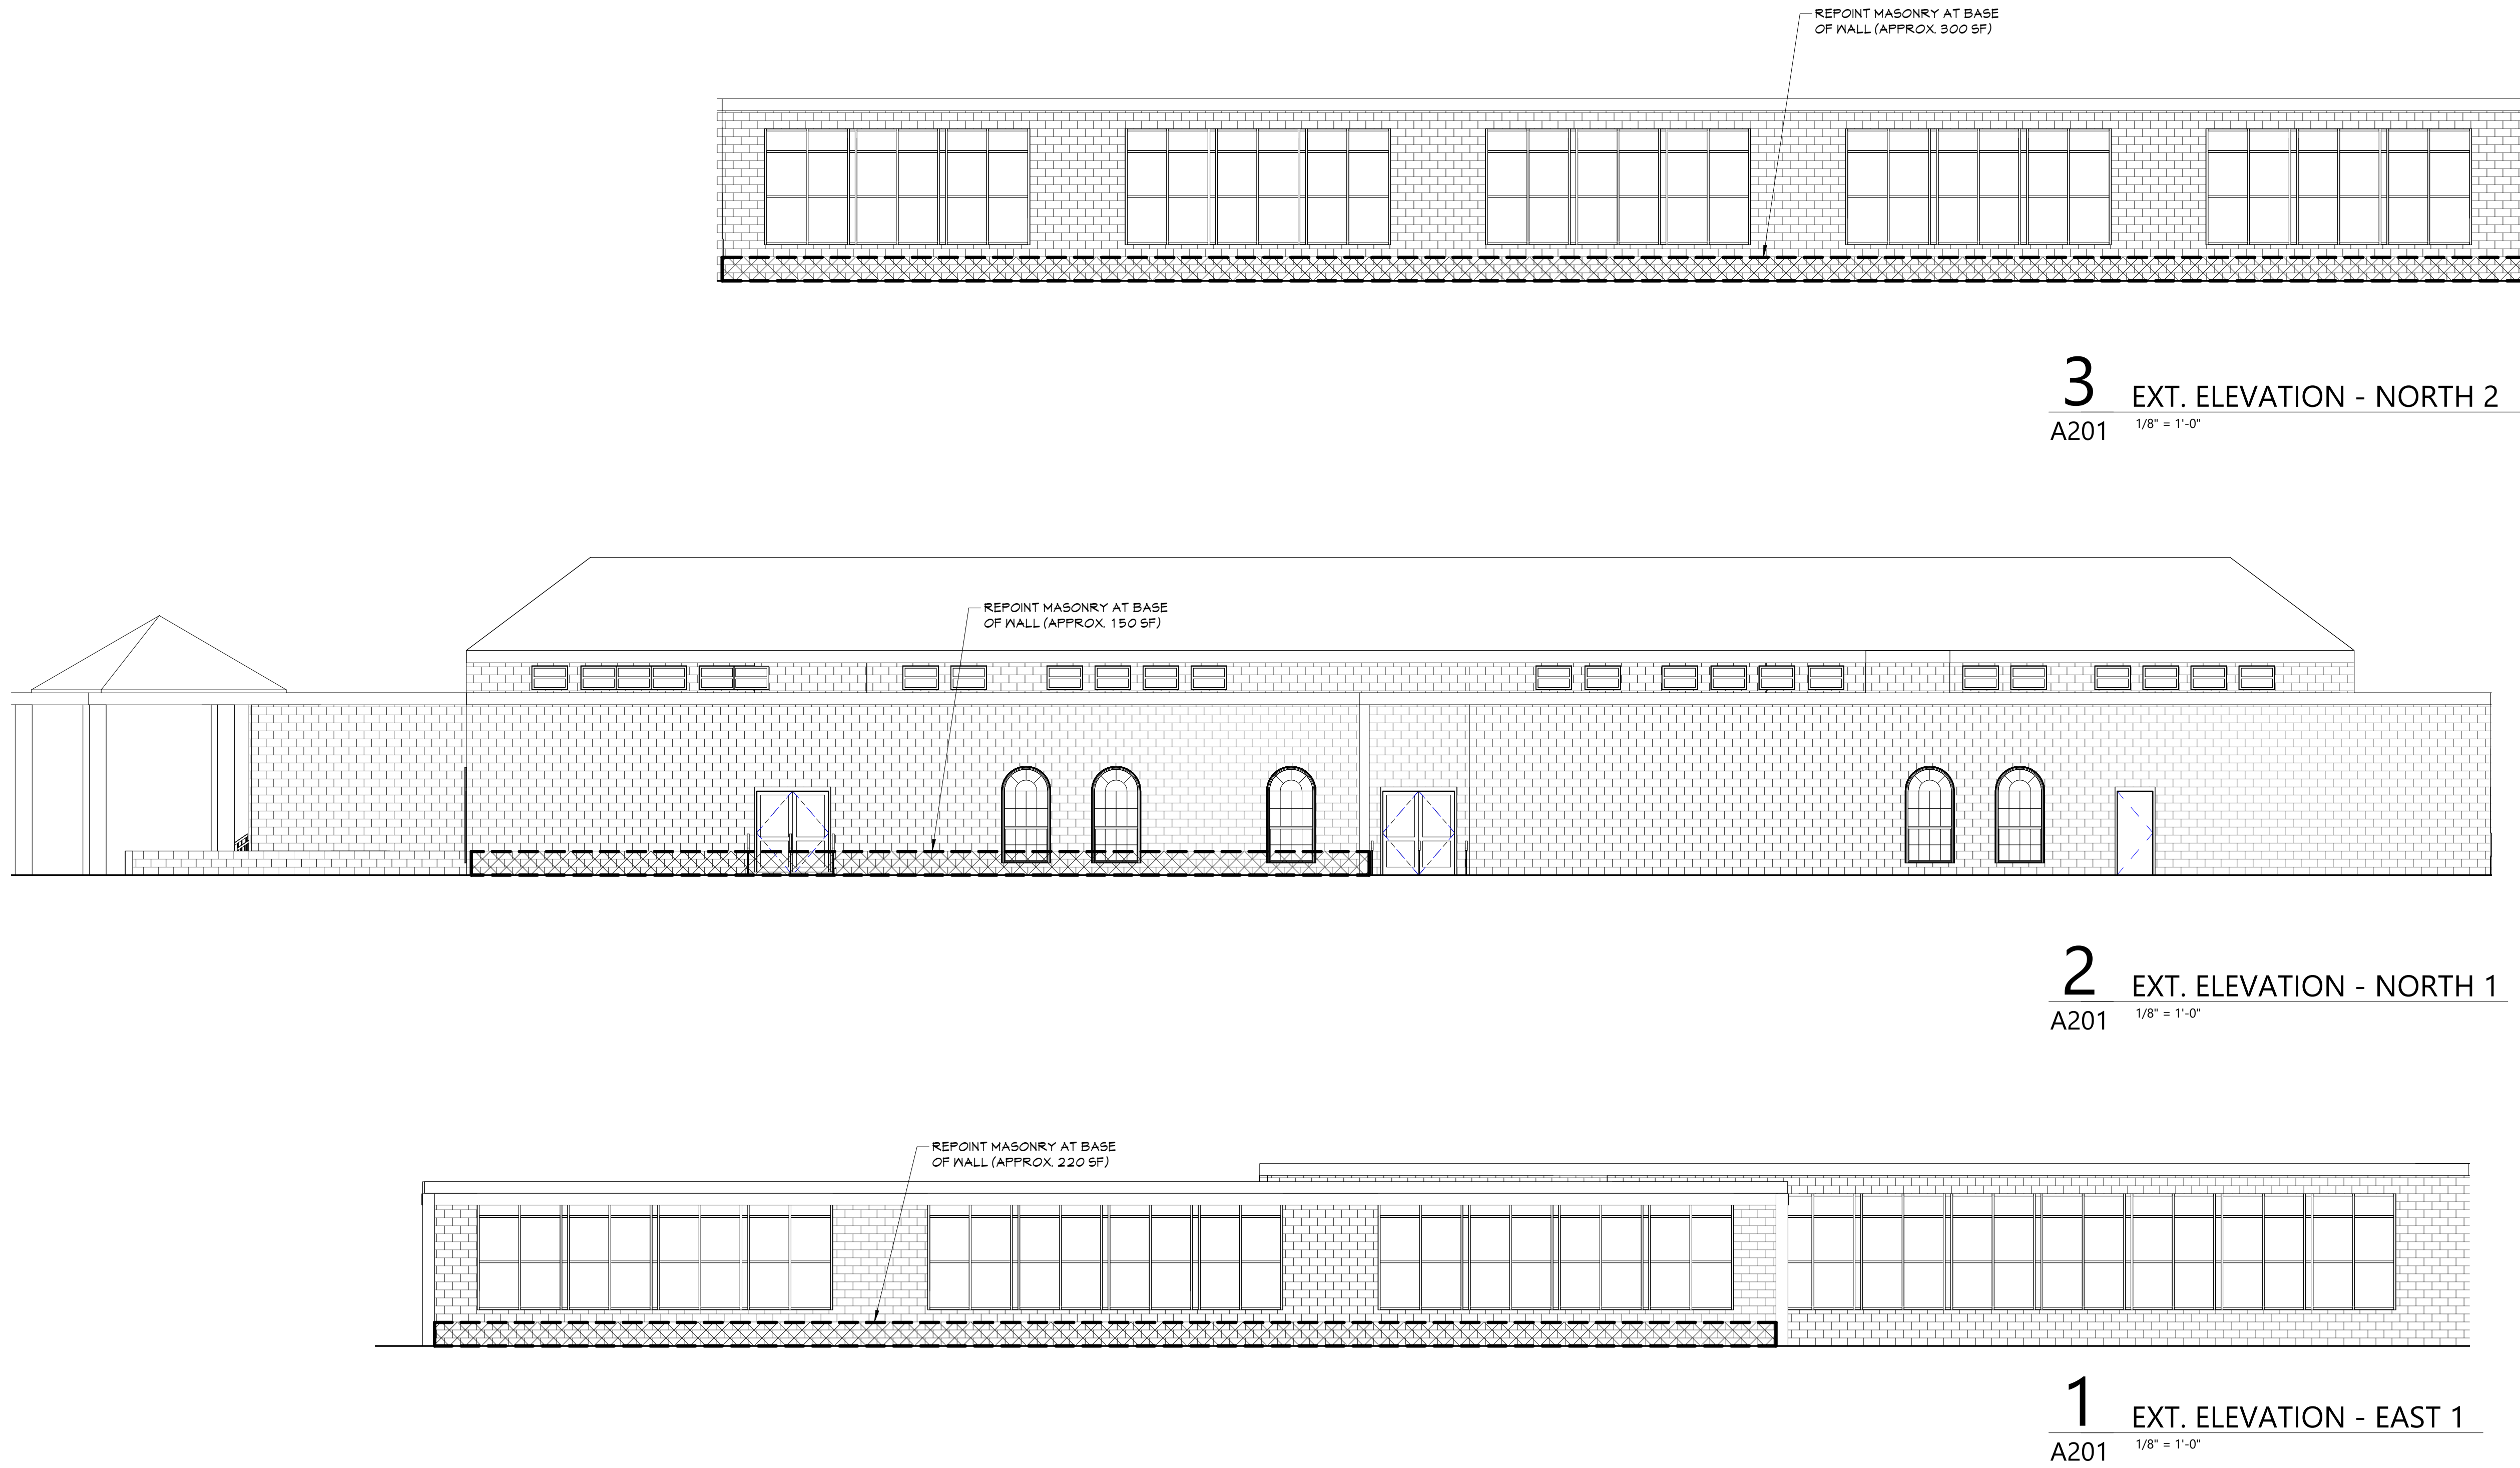 REPOINT MASONRY AT BASE
OF WALL (APPROX. 300 SF)
3
EXT. ELEVATION - NORTH 2
A201
1/8" = 1'-0"
REPOINT MASONRY AT BASE
OF WALL (APPROX. 150 SF)
2
EXT. ELEVATION - NORTH 1
A201
1/8" = 1'-0"
REPOINT MASONRY AT BASE
OF WALL (APPROX. 220 SF)
1
EXT. ELEVATION - EAST 1
A201
1/8" = 1'-0"